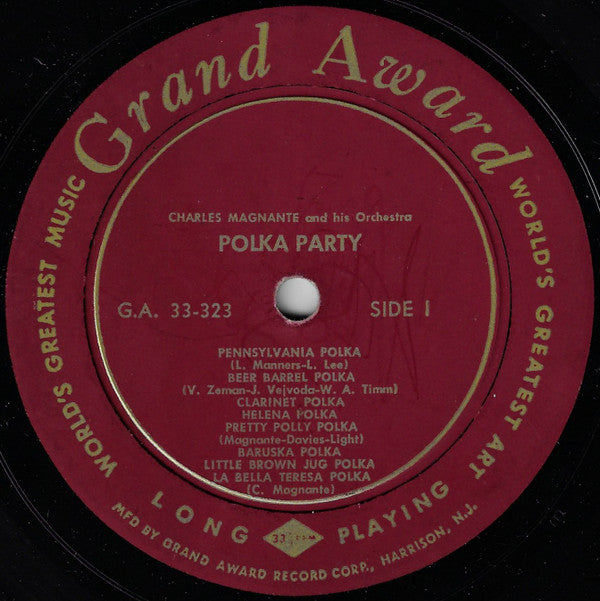 Grand Award
WORLD'S GREATEST MUSIC
WORLD'S GREATEST ART
CHARLES MAGNANTE and his Orchestra
POLKA PARTY
G.A. 33-323 SIDE 1
PENNSYLVANIA POLKA
(L. Manners-L. Lee)
BEER BARREL POLKA
(V. Zeman-J. Vejvoda-W. A. Timm)
CLARINET POLKA
HELENA POLKA
PRETTY POLLY POLKA
(Magnante-Davies-Light)
BARUSKA POLKA
LITTLE BROWN JUG POLKA
LA BELLA TERESA POLKA
(C. Magnante)
LONG PLAYING
MFD BY GRAND AWARD RECORD CORP., HARRISON, N.J.